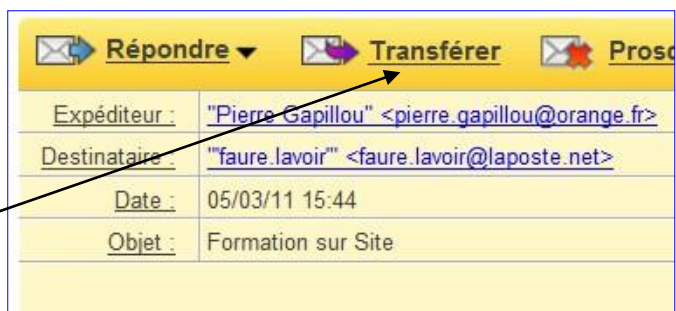 Répondre Transférer
Expéditeur : "Pierre Gapillou" <pierre.gapillou@orange.fr>
Destinataire : "'faure.lavoir'" <faure.lavoir@laposte.net>
Date : 05/03/11 15:44
Objet : Formation sur Site